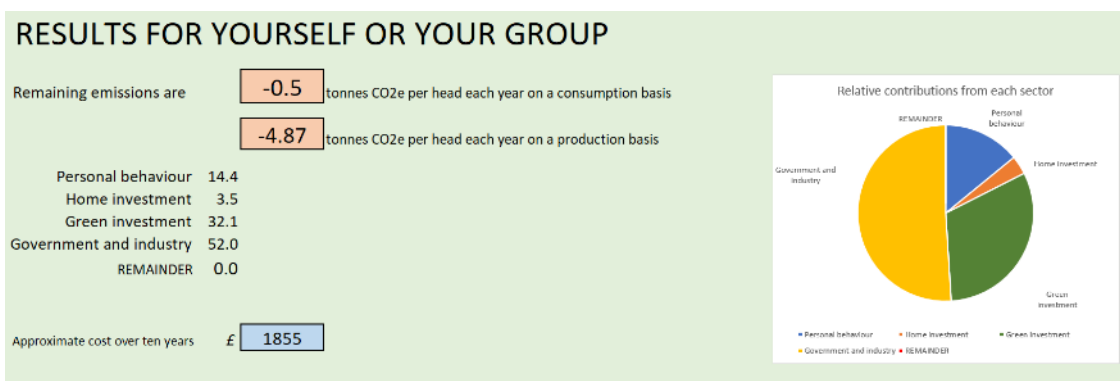 RESULTS FOR YOURSELF OR YOUR GROUP
Remaining emissions are -0.5 tonnes CO2e per head each year on a consumption basis
-4.87 tonnes CO2e per head each year on a production basis
Personal behaviour 14.4
Home investment 3.5
Green investment 32.1
Government and industry 52.0
REMAINDER 0.0
Approximate cost over ten years £ 1855
Relative contributions from each sector
REMAINDER
Personal
behaviour
Home Investment
Government and
industry
Green
investment
Personal behaviour Home Investment Green Investment
Government and industry REMAINDER